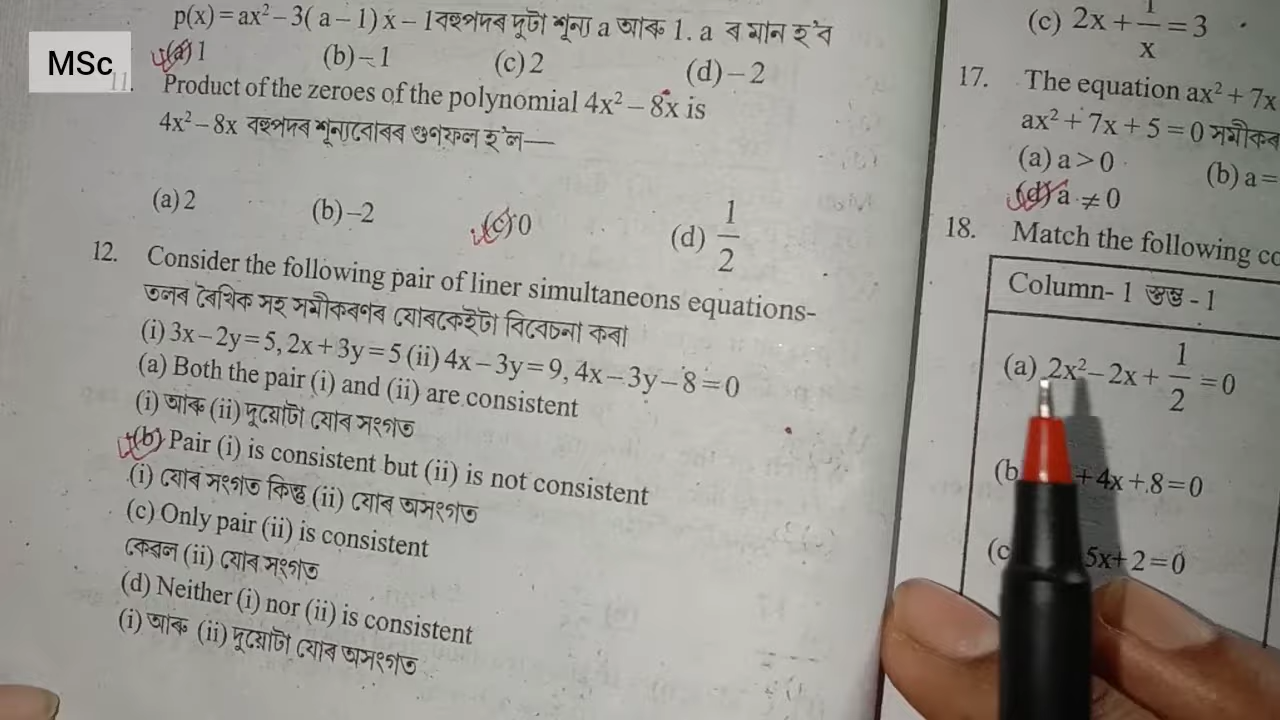 MSc
p(x) = ax² – 3( a – 1) x – 1 বহুপদৰ দুটা শূন্য a আৰু 1. a ৰ মান হ'ব
(a) 1 (b) – 1 (c) 2 (d) – 2
11. Product of the zeroes of the polynomial 4x² – 8x is
4x² – 8x বহুপদৰ শূন্যবোৰৰ গুণফল হ'ল—
(a) 2 (b) –2 (c) 0 (d) 1/2
12. Consider the following pair of liner simultaneons equations-
তলৰ ৰৈখিক সহ সমীকৰণৰ যোৰকেইটা বিবেচনা কৰা
(i) 3x – 2y = 5, 2x + 3y = 5 (ii) 4x – 3y = 9, 4x – 3y – 8 = 0
(a) Both the pair (i) and (ii) are consistent
(i) আৰু (ii) দুয়োটা যোৰ সংগত
(b) Pair (i) is consistent but (ii) is not consistent
(i) যোৰ সংগত কিন্তু (ii) যোৰ অসংগত
(c) Only pair (ii) is consistent
কেৱল (ii) যোৰ সংগত
(d) Neither (i) nor (ii) is consistent
(i) আৰু (ii) দুয়োটা যোৰ অসংগত
(c) 2x + 1/x = 3
17. The equation ax² + 7x
ax² + 7x + 5 = 0 সমীকৰ
(a) a > 0 (b) a =
(d) a ≠ 0
18. Match the following co
Column- 1 স্তম্ভ - 1
(a) 2x² – 2x + 1/2 = 0
(b + 4x + 8 = 0
(c 5x + 2 = 0